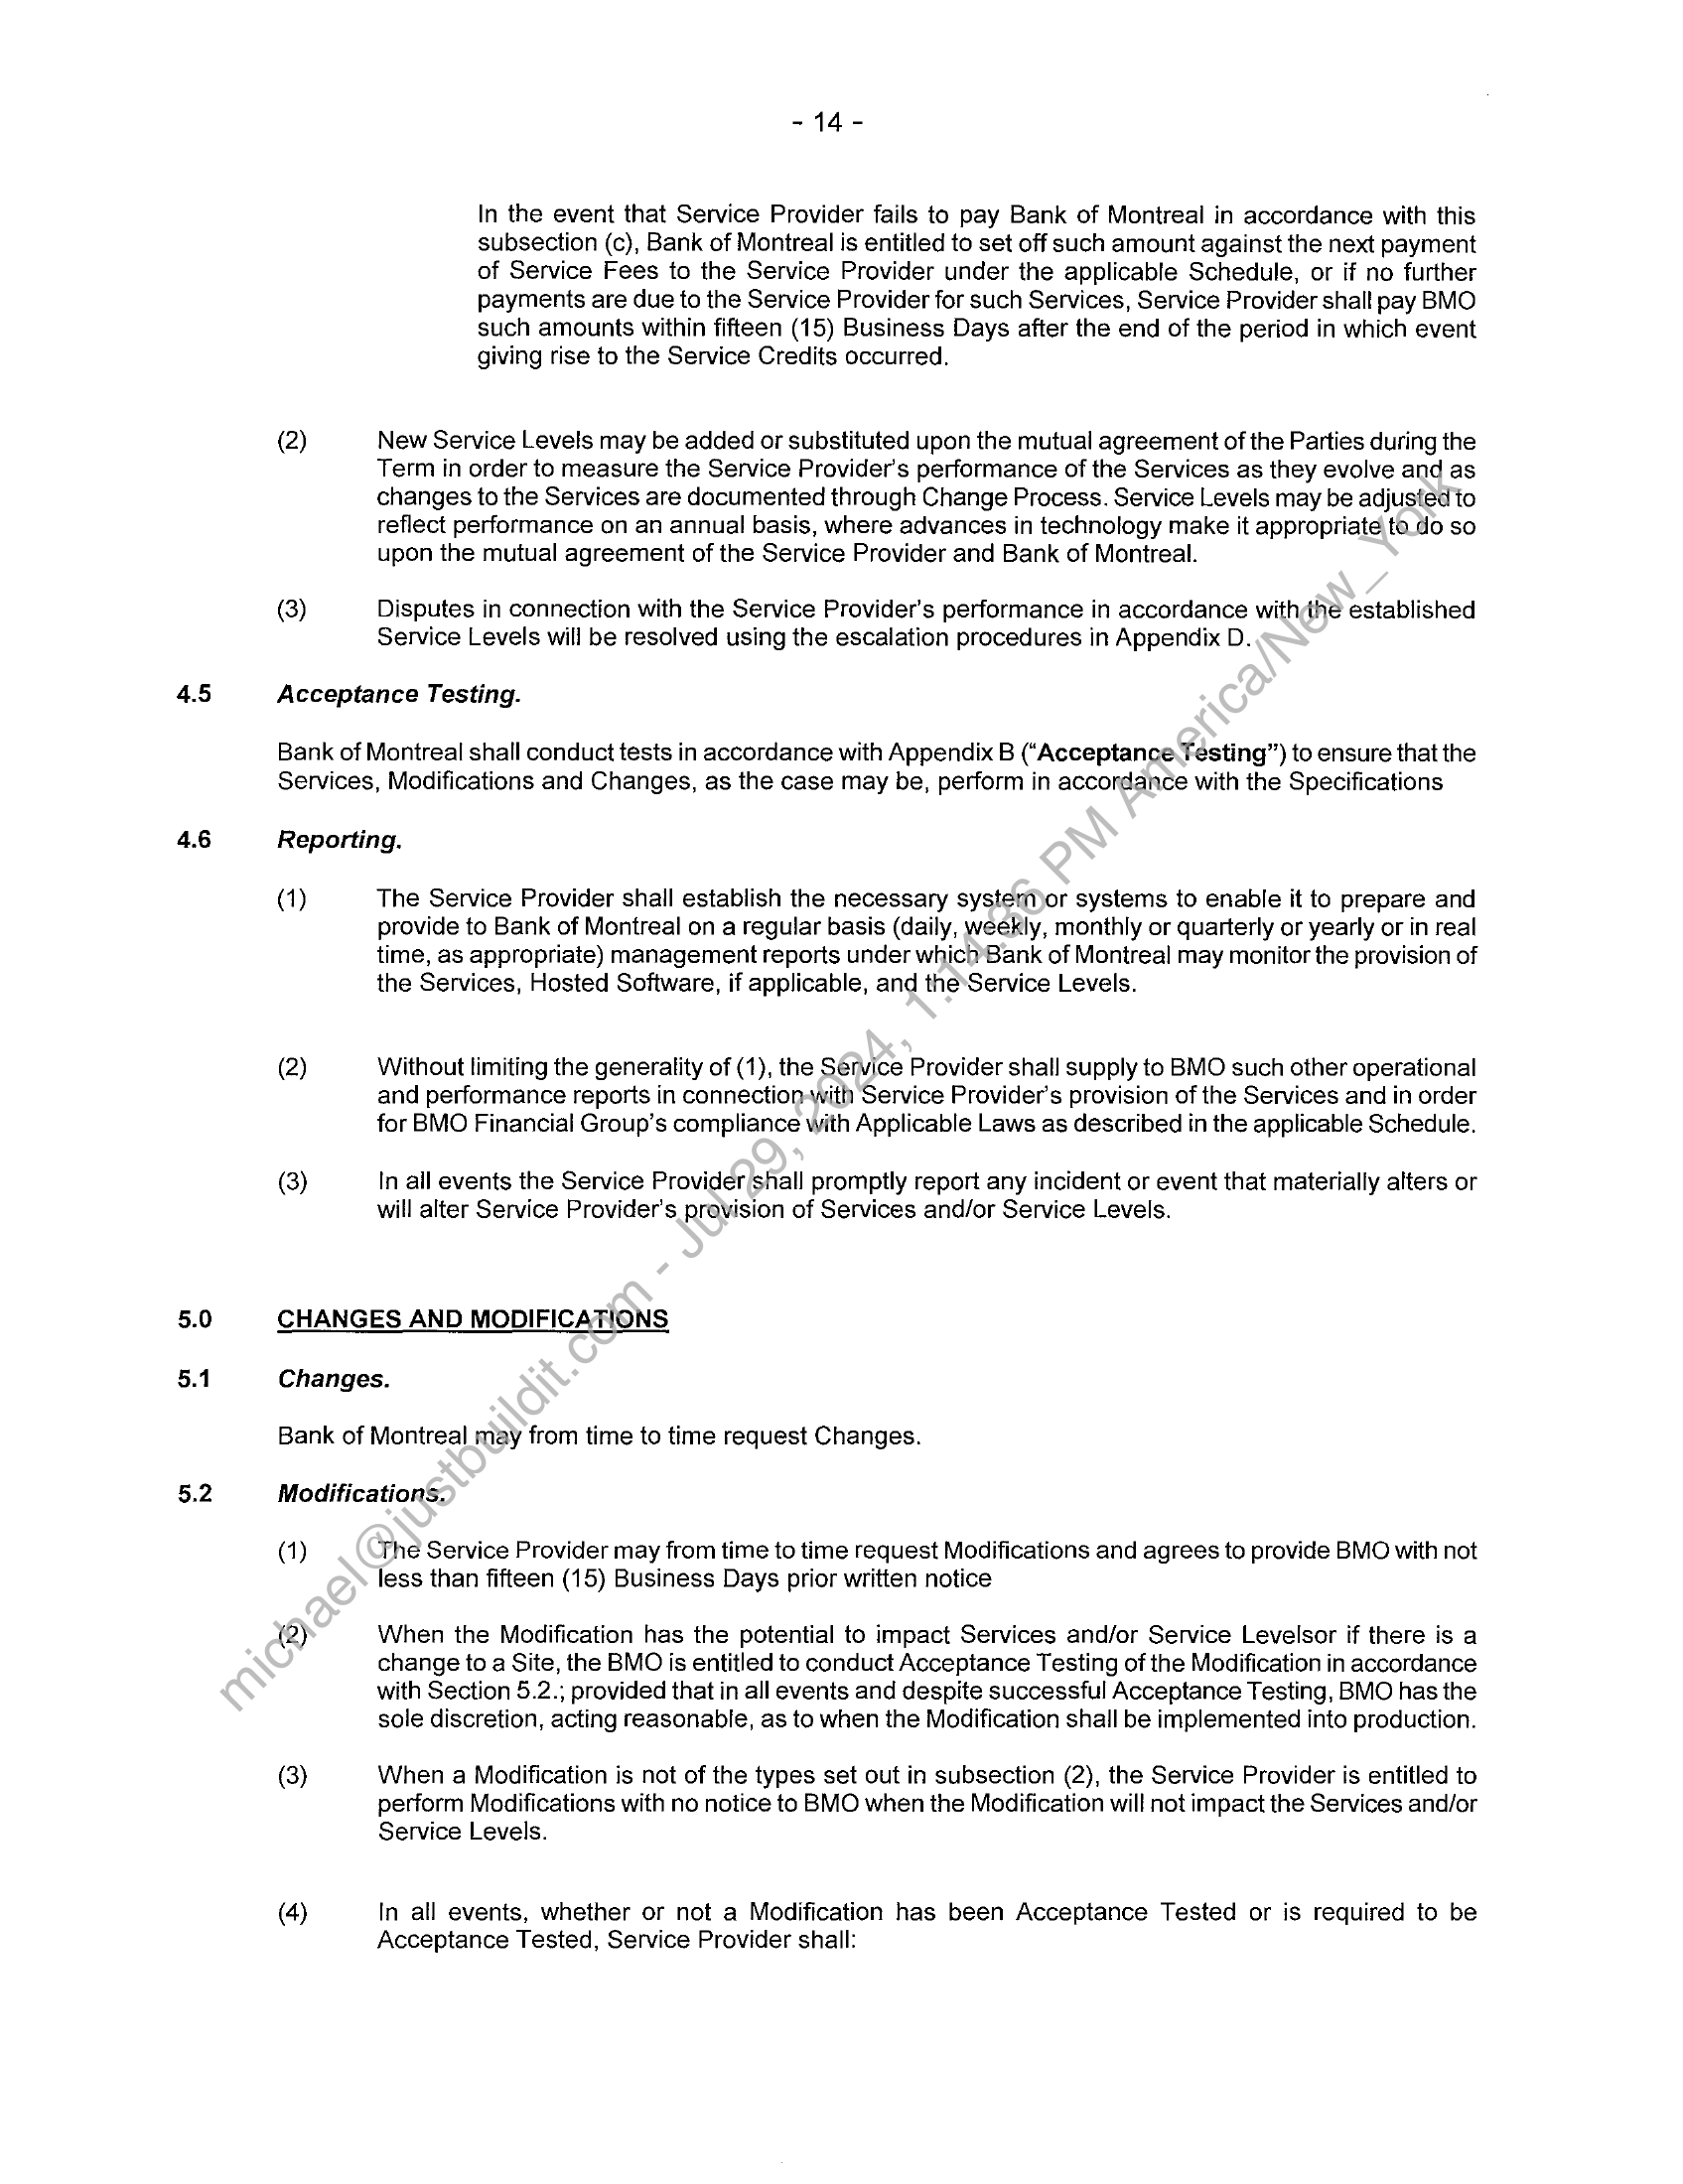 - 14 -
In the event that Service Provider fails to pay Bank of Montreal in accordance with this
subsection (c), Bank of Montreal is entitled to set off such amount against the next payment
of Service Fees to the Service Provider under the applicable Schedule, or if no further
payments are due to the Service Provider for such Services, Service Provider shall pay BMO
such amounts within fifteen (15) Business Days after the end of the period in which event
giving rise to the Service Credits occurred.
(2) New Service Levels may be added or substituted upon the mutual agreement of the Parties during the
Term in order to measure the Service Provider's performance of the Services as they evolve and as
changes to the Services are documented through Change Process. Service Levels may be adjusted to
reflect performance on an annual basis, where advances in technology make it appropriate to do so
upon the mutual agreement of the Service Provider and Bank of Montreal.
(3) Disputes in connection with the Service Provider's performance in accordance with the established
Service Levels will be resolved using the escalation procedures in Appendix D.
4.5 Acceptance Testing.
Bank of Montreal shall conduct tests in accordance with Appendix B ("Acceptance Testing") to ensure that the
Services, Modifications and Changes, as the case may be, perform in accordance with the Specifications
4.6 Reporting.
(1) The Service Provider shall establish the necessary system or systems to enable it to prepare and
provide to Bank of Montreal on a regular basis (daily, weekly, monthly or quarterly or yearly or in real
time, as appropriate) management reports under which Bank of Montreal may monitor the provision of
the Services, Hosted Software, if applicable, and the Service Levels.
(2) Without limiting the generality of (1), the Service Provider shall supply to BMO such other operational
and performance reports in connection with Service Provider's provision of the Services and in order
for BMO Financial Group's compliance with Applicable Laws as described in the applicable Schedule.
(3) In all events the Service Provider shall promptly report any incident or event that materially alters or
will alter Service Provider's provision of Services and/or Service Levels.
5.0 CHANGES AND MODIFICATIONS
5.1 Changes.
Bank of Montreal may from time to time request Changes.
5.2 Modifications.
(1) The Service Provider may from time to time request Modifications and agrees to provide BMO with not
less than fifteen (15) Business Days prior written notice
(2) When the Modification has the potential to impact Services and/or Service Levelsor if there is a
change to a Site, the BMO is entitled to conduct Acceptance Testing of the Modification in accordance
with Section 5.2.; provided that in all events and despite successful Acceptance Testing, BMO has the
sole discretion, acting reasonable, as to when the Modification shall be implemented into production.
(3) When a Modification is not of the types set out in subsection (2), the Service Provider is entitled to
perform Modifications with no notice to BMO when the Modification will not impact the Services and/or
Service Levels.
(4) In all events, whether or not a Modification has been Acceptance Tested or is required to be
Acceptance Tested, Service Provider shall:
michael@justbuildit.com - Jul 29, 2024, 1:14:36 PM America/New_York